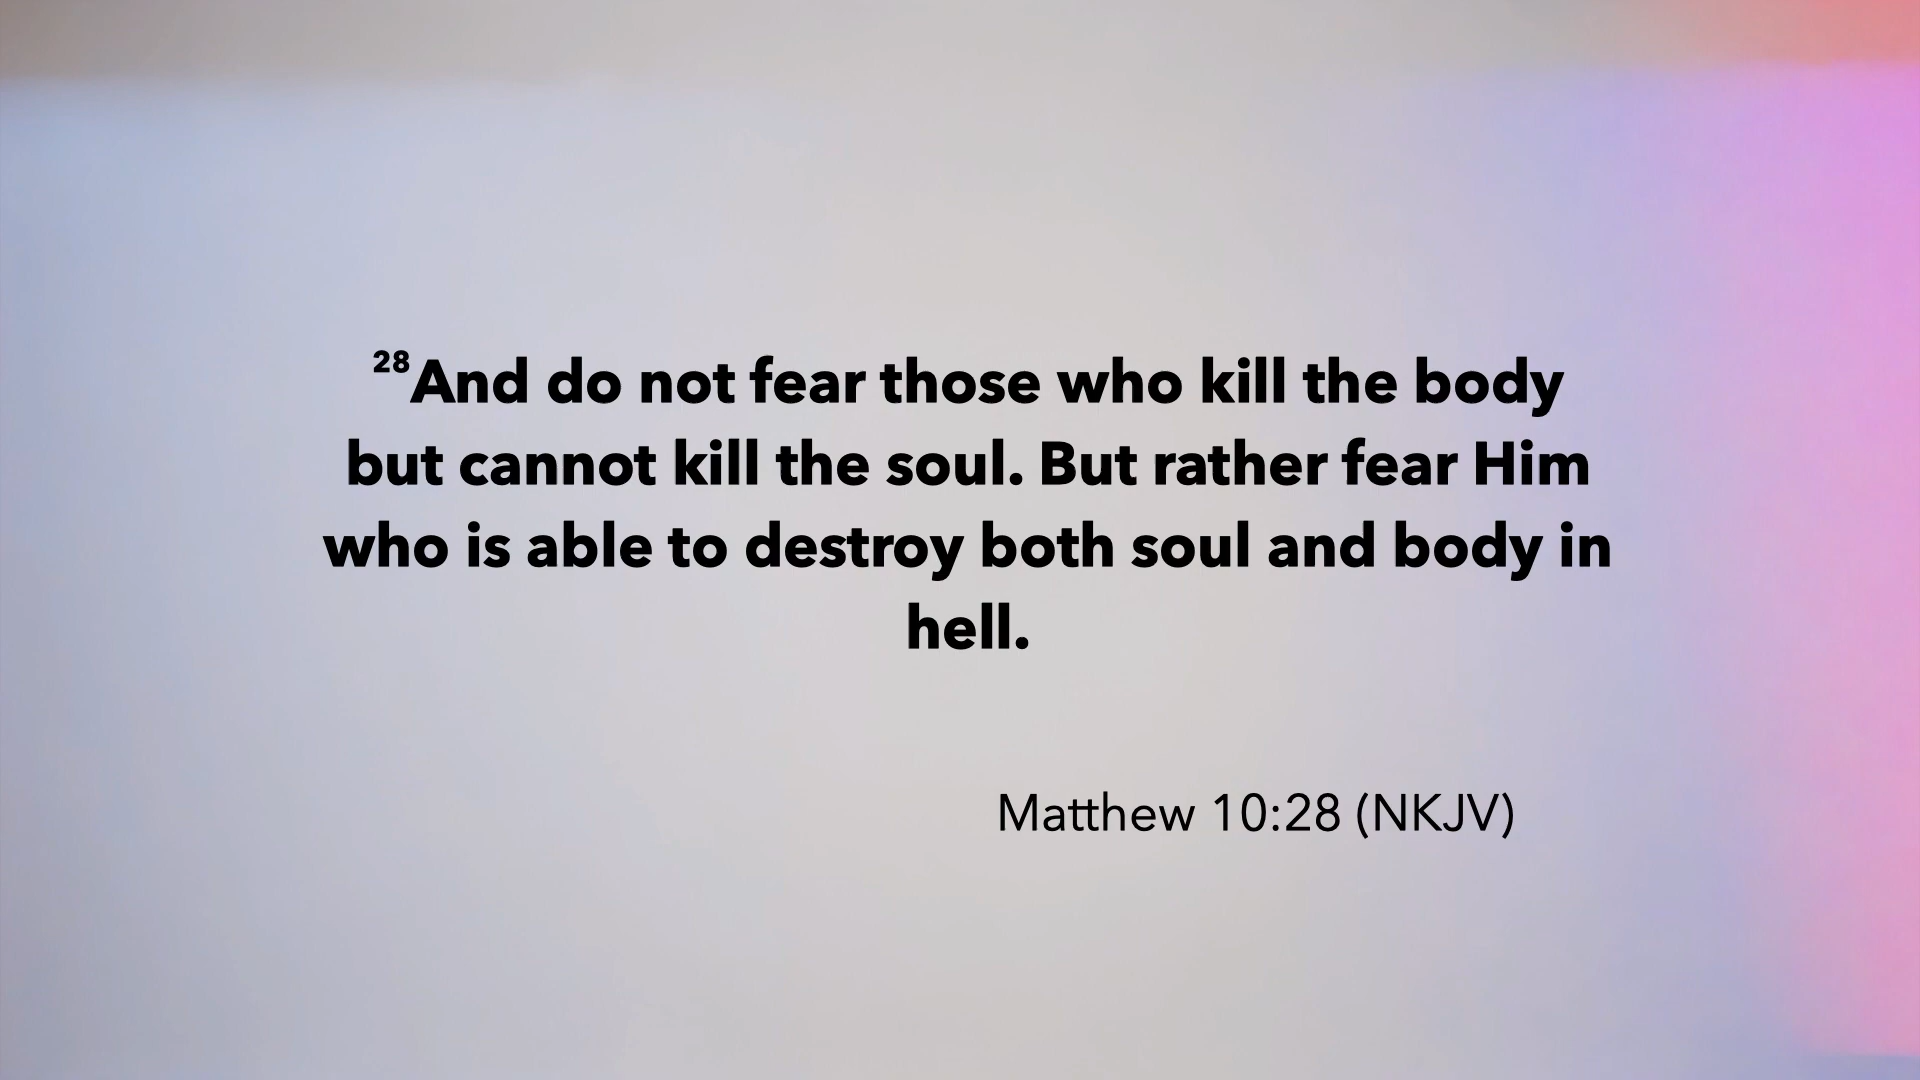 28And do not fear those who kill the body
but cannot kill the soul. But rather fear Him
who is able to destroy both soul and body in
hell.
Matthew 10:28 (NKJV)